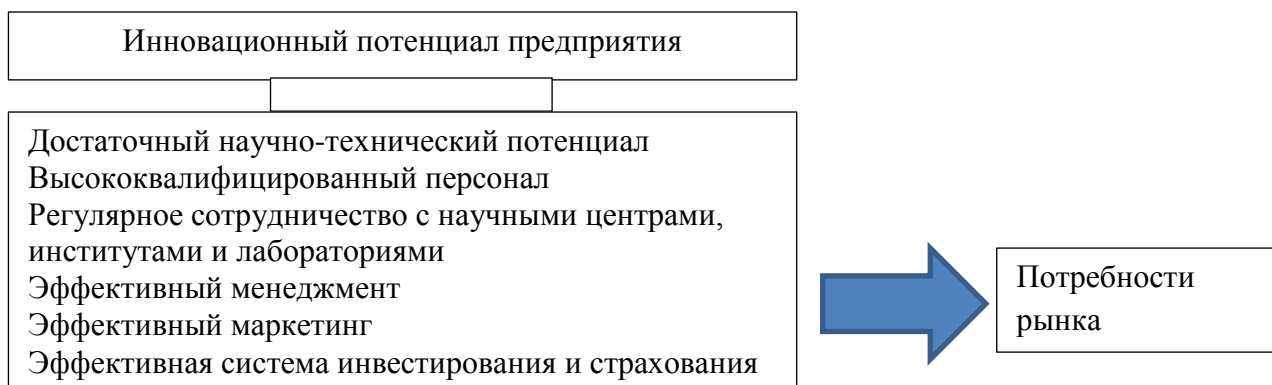 Инновационный потенциал предприятия
Достаточный научно-технический потенциал
Высококвалифицированный персонал
Регулярное сотрудничество с научными центрами,
институтами и лабораториями
Эффективный менеджмент
Эффективный маркетинг
Эффективная система инвестирования и страхования
Потребности
рынка